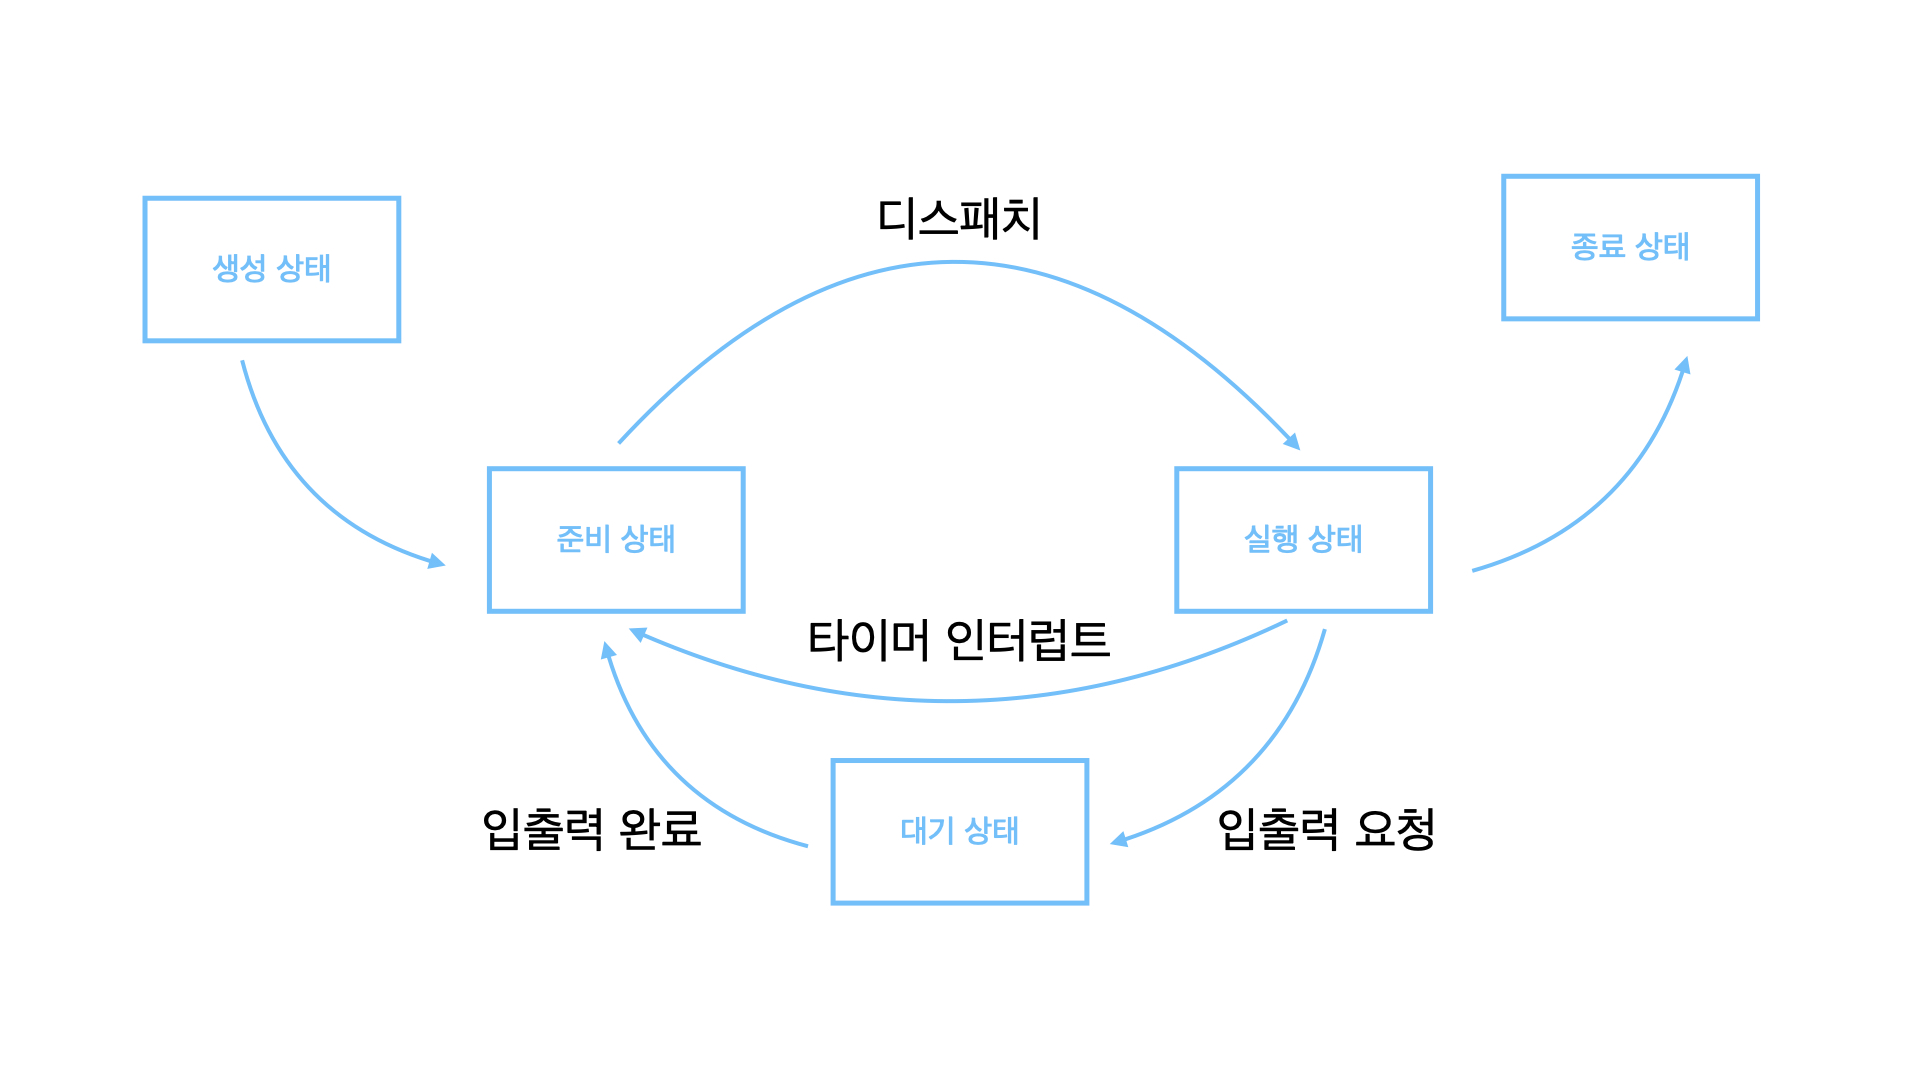 디스패치
생성 상태
종료 상태
준비 상태
실행 상태
타이머 인터럽트
입출력 완료
대기 상태
입출력 요청